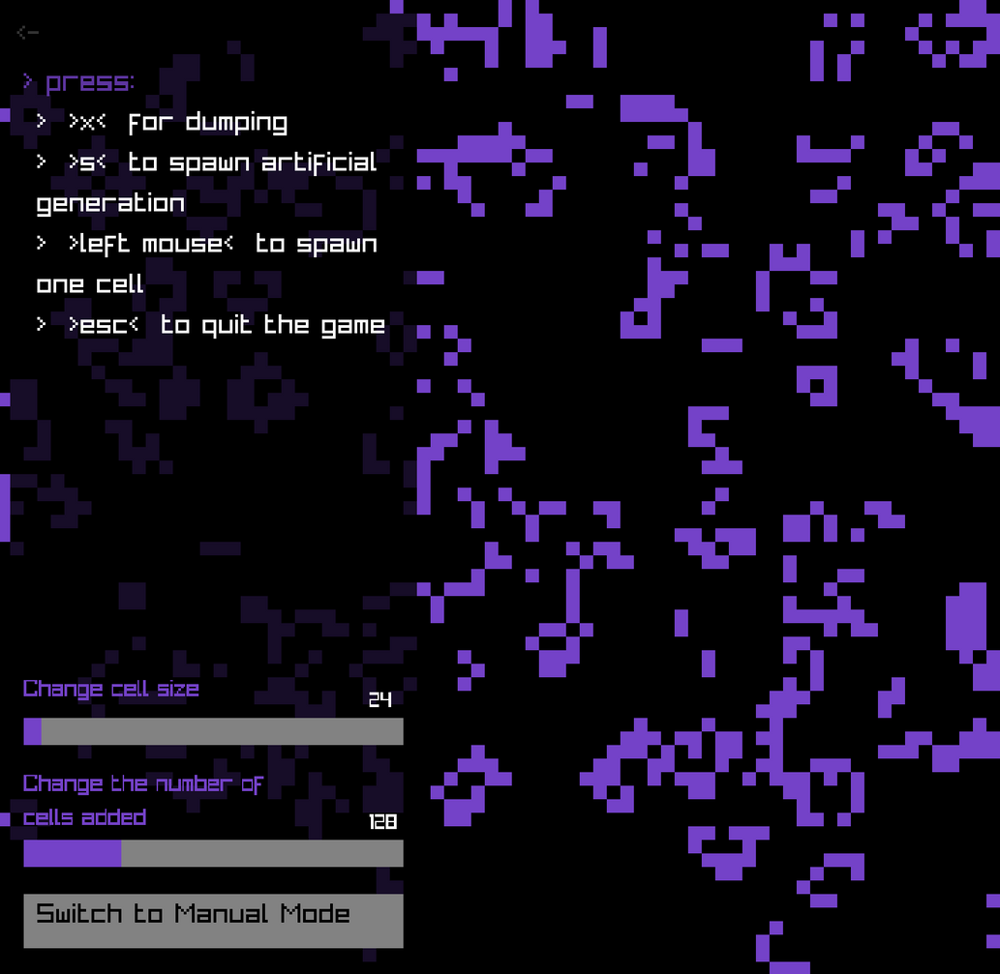 <-
> press:
> >x< for dumping
> >s< to spawn artificial
generation
> >left mouse< to spawn
one cell
> >esc< to quit the game
Change cell size
24
Change the number of
cells added
128
Switch to Manual Mode